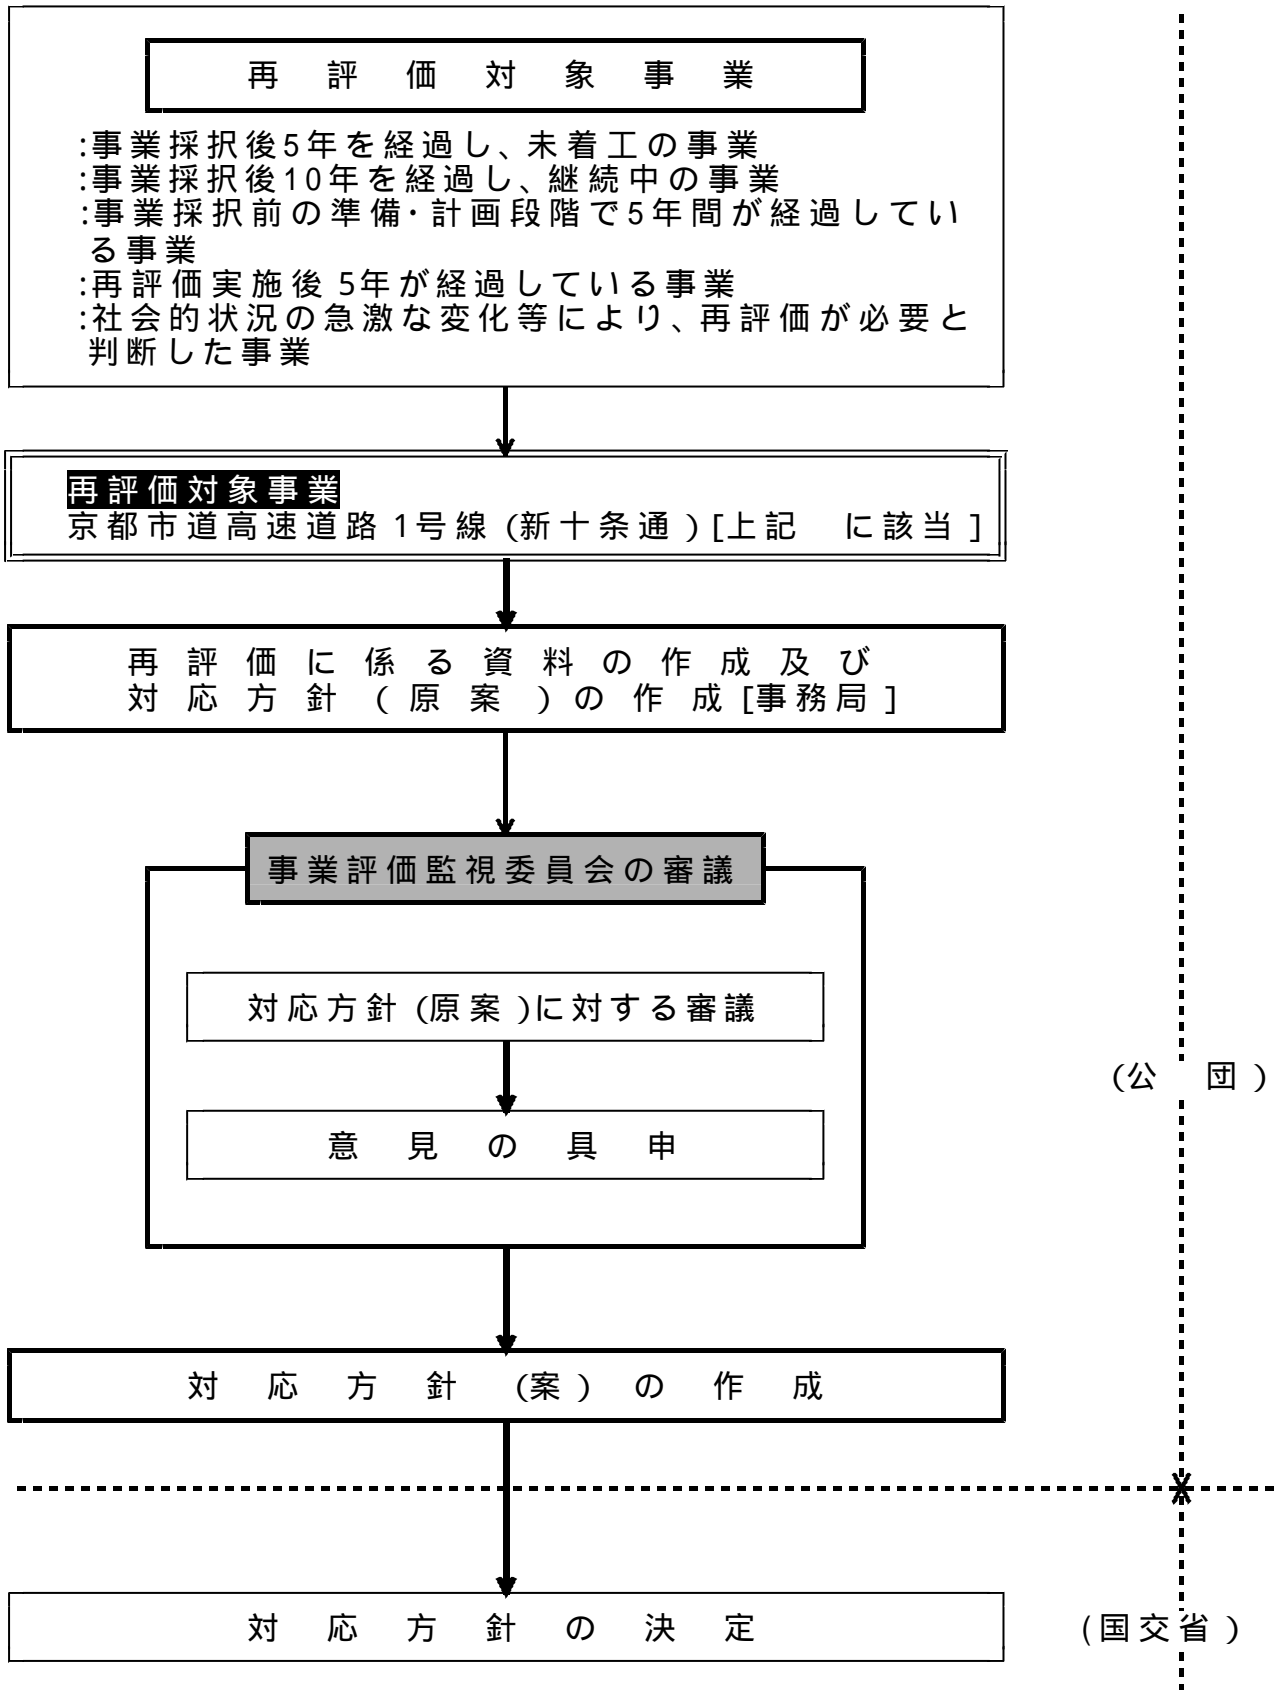 再評価対象事業
:事業採択後5年を経過し、未着工の事業
:事業採択後10年を経過し、継続中の事業
:事業採択前の準備・計画段階で5年間が経過してい
る事業
:再評価実施後5年が経過している事業
:社会的状況の急激な変化等により、再評価が必要と
判断した事業
再評価対象事業
京都市道高速道路1号線(新十条通)[上記 に該当]
再評価に係る資料の作成及び
対応方針(原案)の作成[事務局]
事業評価監視委員会の審議
対応方針(原案)に対する審議
意見の具申
(公 団)
対応方針(案)の作成
対応方針の決定
(国交省)